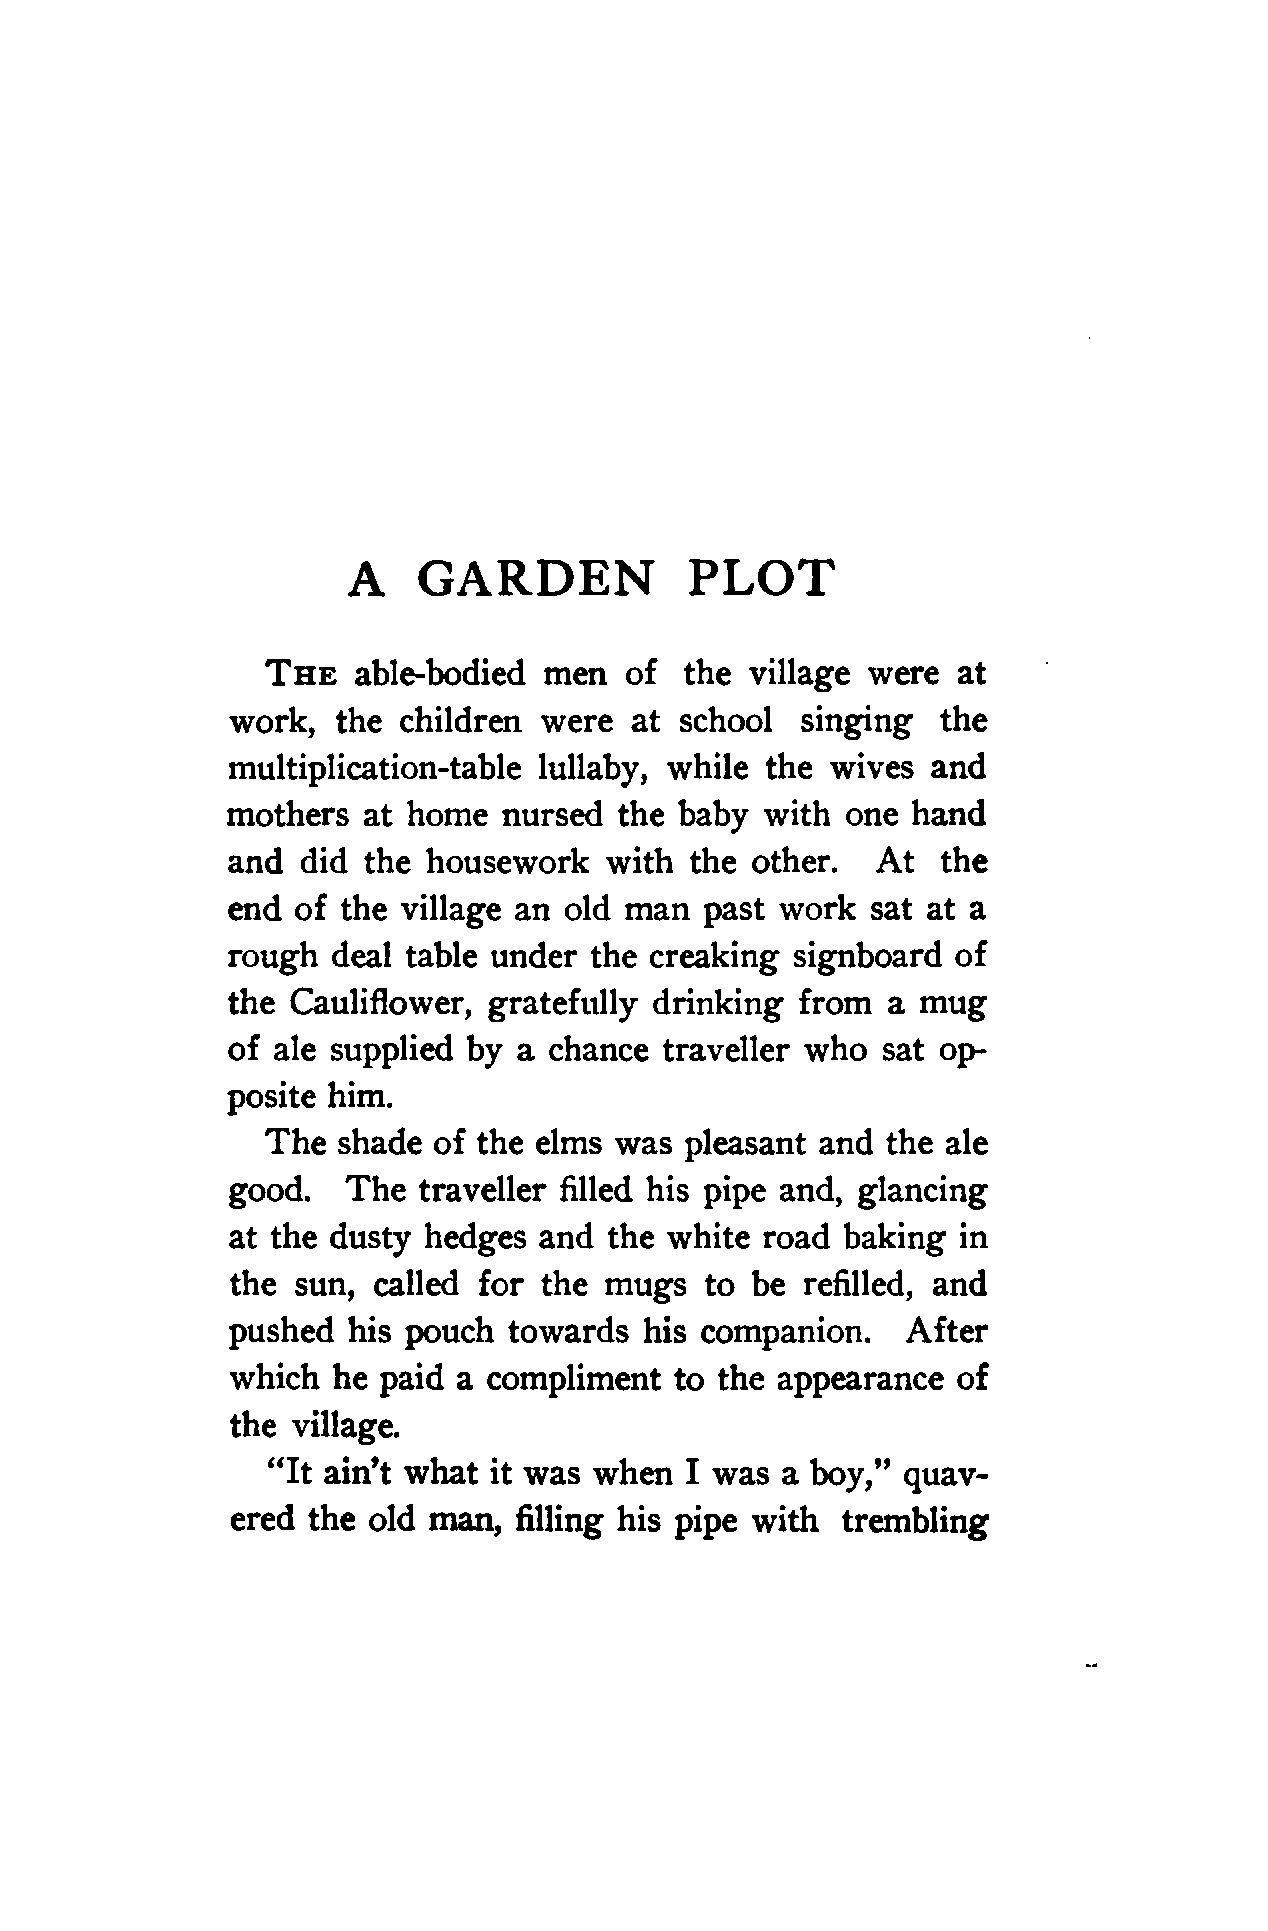 A GARDEN PLOT
THE able-bodied men of the village were at
work, the children were at school singing the
multiplication-table lullaby, while the wives and
mothers at home nursed the baby with one hand
and did the housework with the other. At the
end of the village an old man past work sat at a
rough deal table under the creaking signboard of
the Cauliflower, gratefully drinking from a mug
of ale supplied by a chance traveller who sat op-
posite him.
The shade of the elms was pleasant and the ale
good. The traveller filled his pipe and, glancing
at the dusty hedges and the white road baking in
the sun, called for the mugs to be refilled, and
pushed his pouch towards his companion. After
which he paid a compliment to the appearance of
the village.
“It ain't what it was when I was a boy,” quav-
ered the old man, filling his pipe with trembling